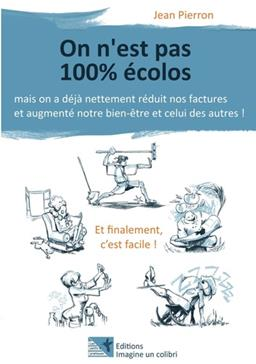 Jean Pierron
On n'est pas
100% écolos
mais on a déjà nettement réduit nos factures
et augmenté notre bien-être et celui des autres !
Et finalement,
c'est facile !
Editions
Imagine un colibri